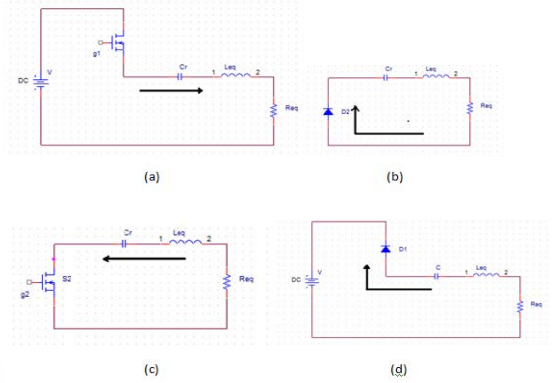 g1
DC
V
Cr
1
Leq
2
Req
(a)
Cr
1
Leq
2
D2
Req
(b)
g2
S2
Cr
1
Leq
2
Req
(c)
DC
V
D1
C
1
Leq
2
Req
(d)